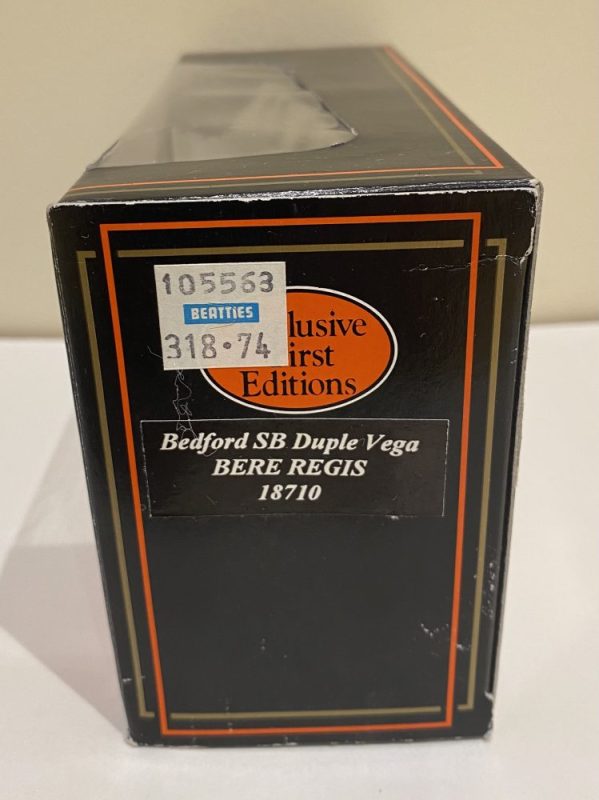 105563
BEATTIES
318·74
lusive
irst
Editions
Bedford SB Duple Vega
BERE REGIS
18710